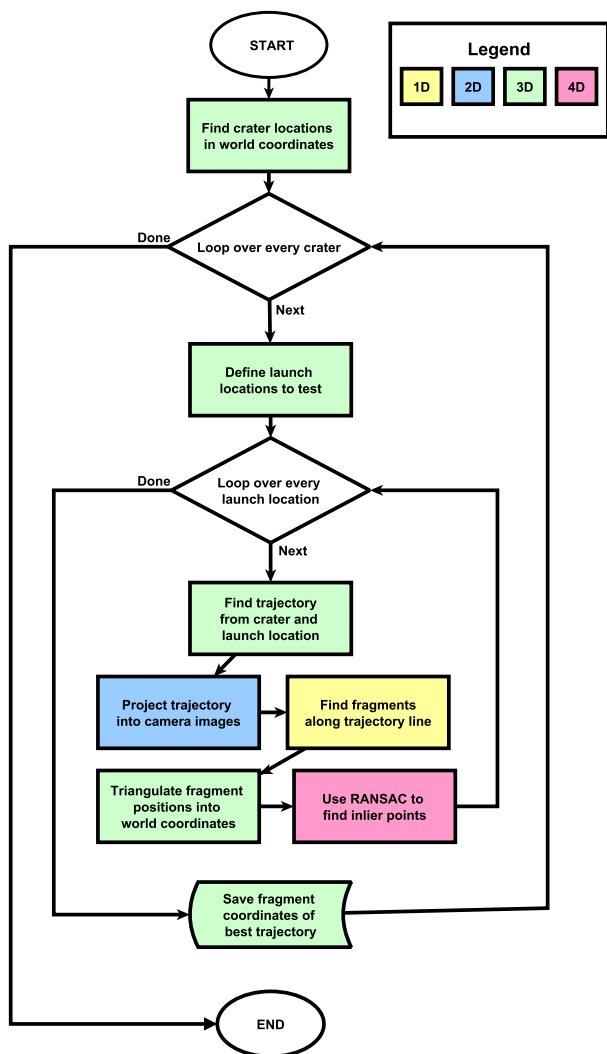 START
Legend
1D
2D
3D
4D
Find crater locations
in world coordinates
Done
Loop over every crater
Next
Define launch
locations to test
Done
Loop over every
launch location
Next
Find trajectory
from crater and
launch location
Project trajectory
into camera images
Find fragments
along trajectory line
Triangulate fragment
positions into
world coordinates
Use RANSAC to
find inlier points
Save fragment
coordinates of
best trajectory
END